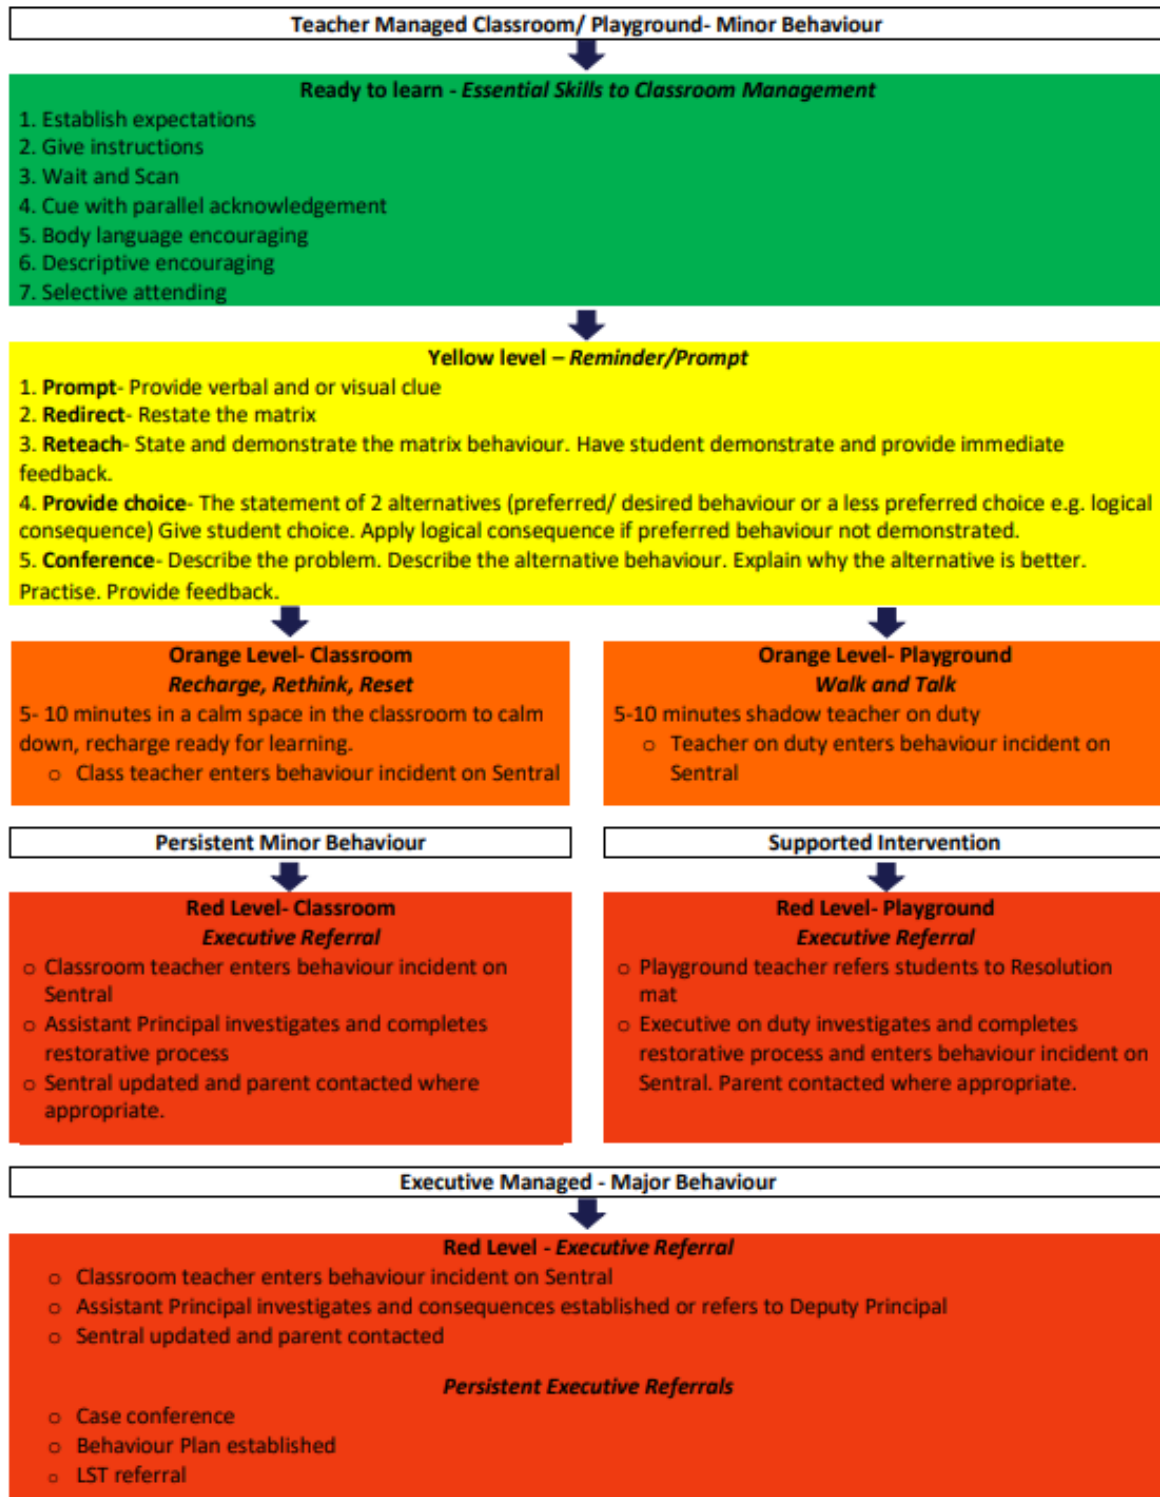 Teacher Managed Classroom/ Playground- Minor Behaviour
Ready to learn - Essential Skills to Classroom Management
1. Establish expectations
2. Give instructions
3. Wait and Scan
4. Cue with parallel acknowledgement
5. Body language encouraging
6. Descriptive encouraging
7. Selective attending
Yellow level – Reminder/Prompt
1. Prompt- Provide verbal and or visual clue
2. Redirect- Restate the matrix
3. Reteach- State and demonstrate the matrix behaviour. Have student demonstrate and provide immediate
feedback.
4. Provide choice- The statement of 2 alternatives (preferred/ desired behaviour or a less preferred choice e.g. logical
consequence) Give student choice. Apply logical consequence if preferred behaviour not demonstrated.
5. Conference- Describe the problem. Describe the alternative behaviour. Explain why the alternative is better.
Practise. Provide feedback.
Orange Level- Classroom
Recharge, Rethink, Reset
5- 10 minutes in a calm space in the classroom to calm
down, recharge ready for learning.
o Class teacher enters behaviour incident on Sentral
Orange Level- Playground
Walk and Talk
5-10 minutes shadow teacher on duty
o Teacher on duty enters behaviour incident on
Sentral
Persistent Minor Behaviour
Supported Intervention
Red Level- Classroom
Executive Referral
o Classroom teacher enters behaviour incident on
Sentral
o Assistant Principal investigates and completes
restorative process
o Sentral updated and parent contacted where
appropriate.
Red Level- Playground
Executive Referral
o Playground teacher refers students to Resolution
mat
o Executive on duty investigates and completes
restorative process and enters behaviour incident on
Sentral. Parent contacted where appropriate.
Executive Managed - Major Behaviour
Red Level - Executive Referral
o Classroom teacher enters behaviour incident on Sentral
o Assistant Principal investigates and consequences established or refers to Deputy Principal
o Sentral updated and parent contacted
Persistent Executive Referrals
o Case conference
o Behaviour Plan established
o LST referral